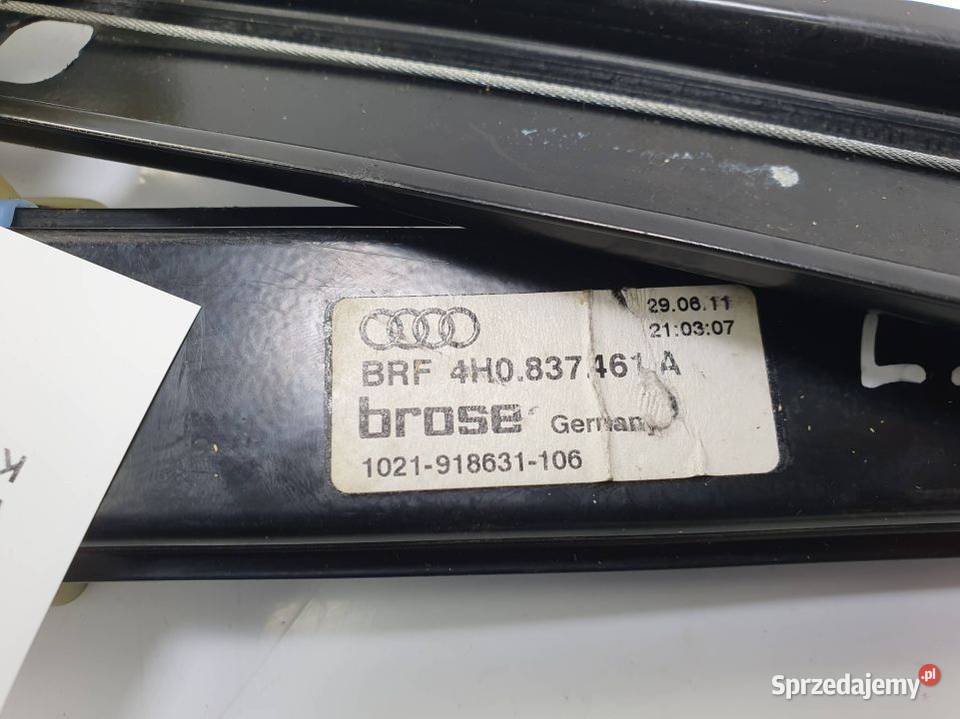 29.06.11
21:03:07
BRF 4H0.837.461 A
brose Germany
1021-918631-106
Sprzedajemy.pl